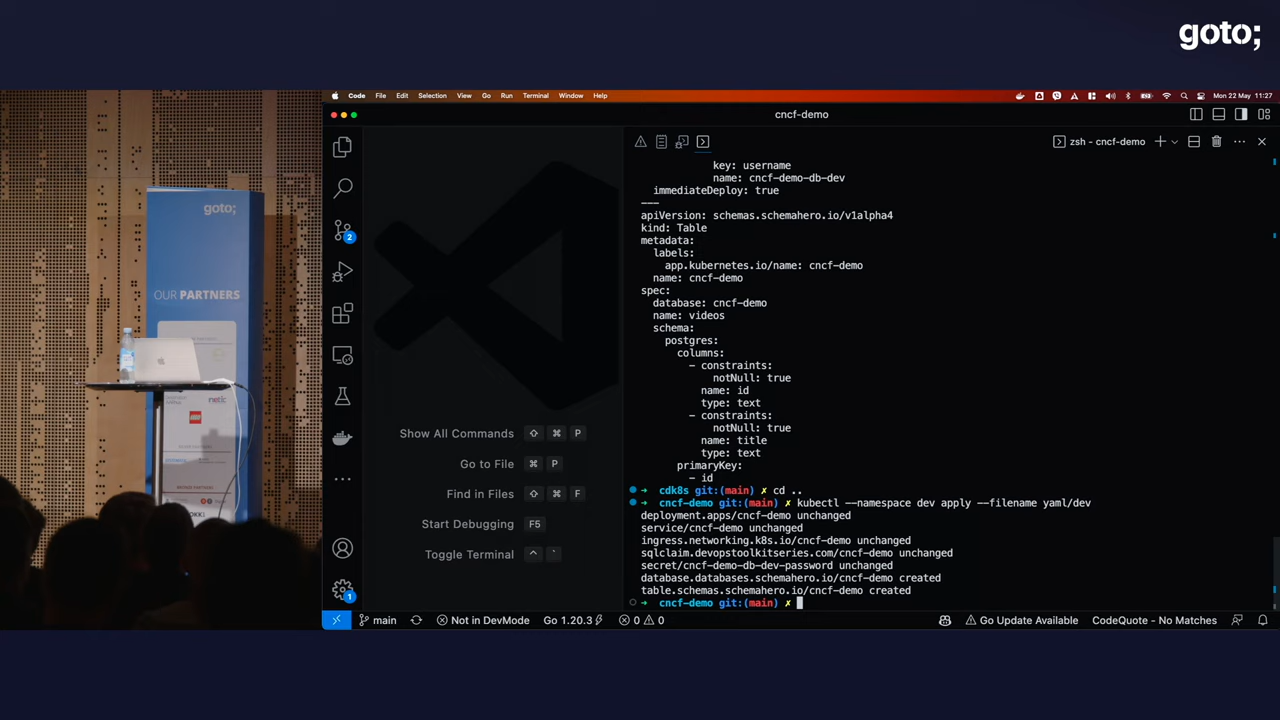 goto;
Code File Edit Selection View Go Run Terminal Window Help
Mon 22 May 11:27
cncf-demo
zsh - cncf-demo
key: username
name: cncf-demo-db-dev
immediateDeploy: true
---
apiVersion: schemas.schemahero.io/v1alpha4
kind: Table
metadata:
labels:
app.kubernetes.io/name: cncf-demo
name: cncf-demo
spec:
database: cncf-demo
name: videos
schema:
postgres:
columns:
- constraints:
notNull: true
name: id
type: text
- constraints:
notNull: true
name: title
type: text
primaryKey:
- id
➜ cdk8s git:(main) ✗ cd ..
➜ cncf-demo git:(main) ✗ kubectl --namespace dev apply --filename yaml/dev
deployment.apps/cncf-demo unchanged
service/cncf-demo unchanged
ingress.networking.k8s.io/cncf-demo unchanged
sqlclaim.devopstoolkitseries.com/cncf-demo unchanged
secret/cncf-demo-db-dev-password unchanged
database.databases.schemahero.io/cncf-demo created
table.schemas.schemahero.io/cncf-demo created
➜ cncf-demo git:(main) ✗
2
1
Show All Commands ⇧ ⌘ P
Go to File ⌘ P
Find in Files ⇧ ⌘ F
Start Debugging F5
Toggle Terminal ^ `
main Not in DevMode Go 1.20.3 0 0 Go Update Available CodeQuote - No Matches
goto;
OUR PARTNERS
netic